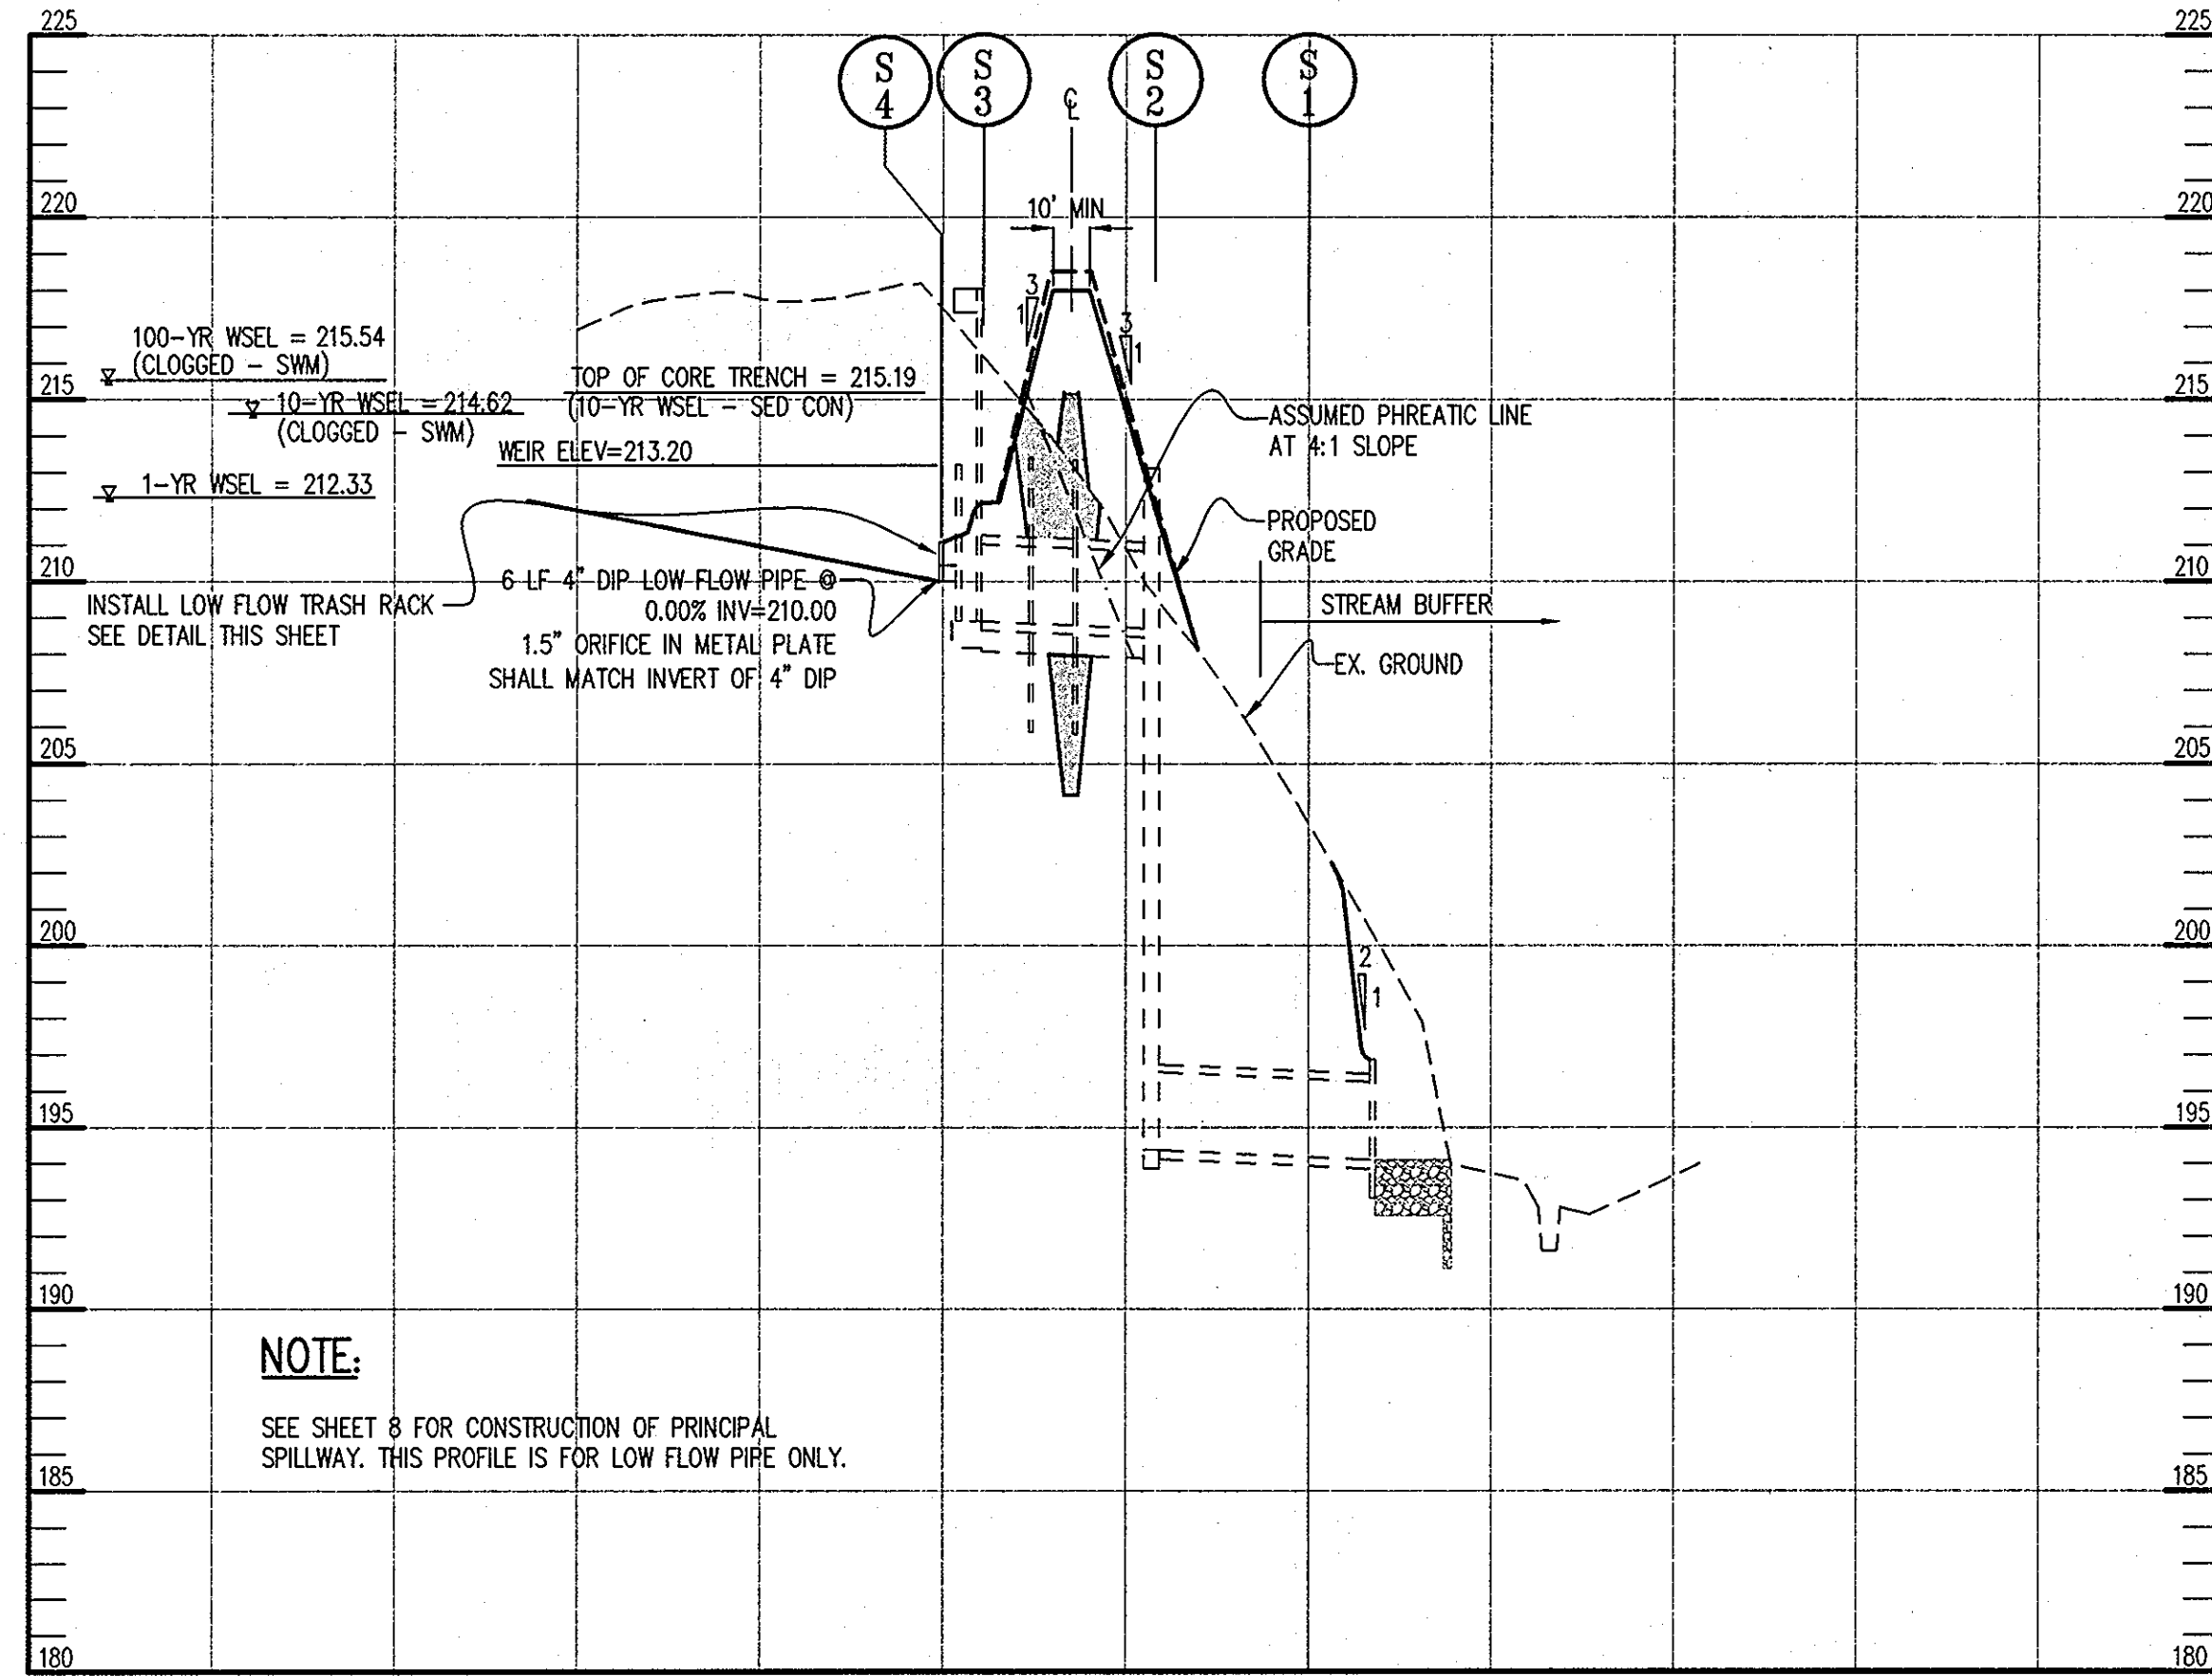 225
225
S
4
S
3
℄
S
2
S
1
220
10' MIN
220
3
1
3
1
100-YR WSEL = 215.54
(CLOGGED - SWM)
TOP OF CORE TRENCH = 215.19
(10-YR WSEL - SED CON)
215
215
10-YR WSEL = 214.62
(CLOGGED - SWM)
ASSUMED PHREATIC LINE
AT 4:1 SLOPE
WEIR ELEV=213.20
1-YR WSEL = 212.33
PROPOSED
GRADE
210
210
6 LF 4" DIP LOW FLOW PIPE @
0.00% INV=210.00
1.5" ORIFICE IN METAL PLATE
SHALL MATCH INVERT OF 4" DIP
INSTALL LOW FLOW TRASH RACK
SEE DETAIL THIS SHEET
STREAM BUFFER
EX. GROUND
205
205
200
200
2
1
195
195
190
190
NOTE:
SEE SHEET 8 FOR CONSTRUCTION OF PRINCIPAL
SPILLWAY. THIS PROFILE IS FOR LOW FLOW PIPE ONLY.
185
185
180
180